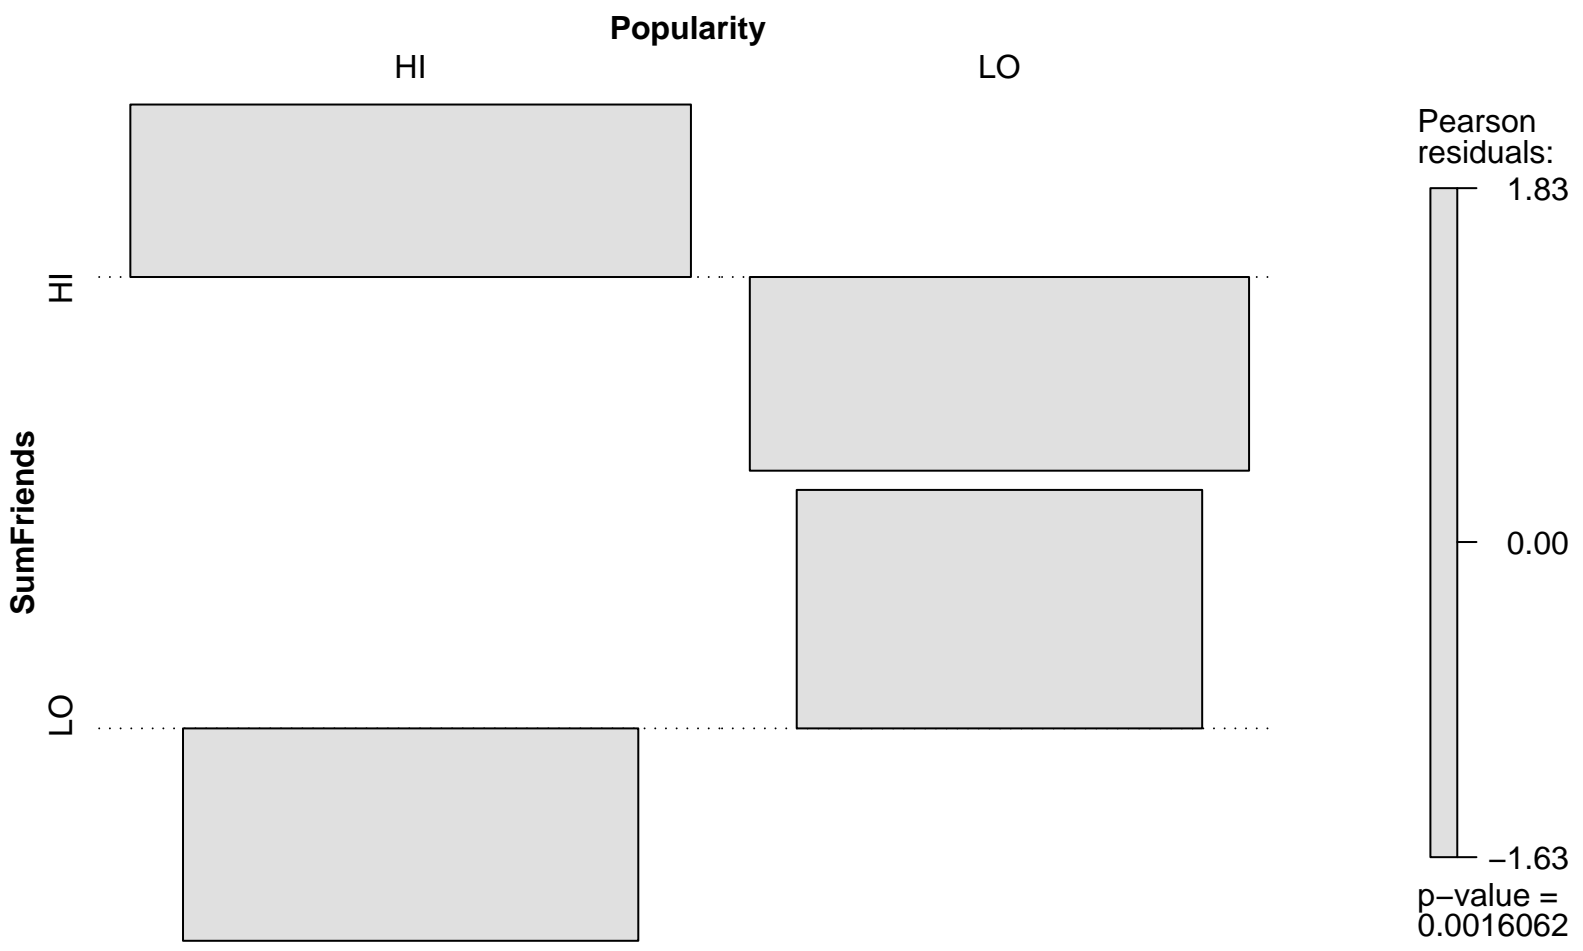 Popularity
HI
LO
SumFriends
HI
LO
Pearson
residuals:
1.83
0.00
−1.63
p−value =
0.0016062